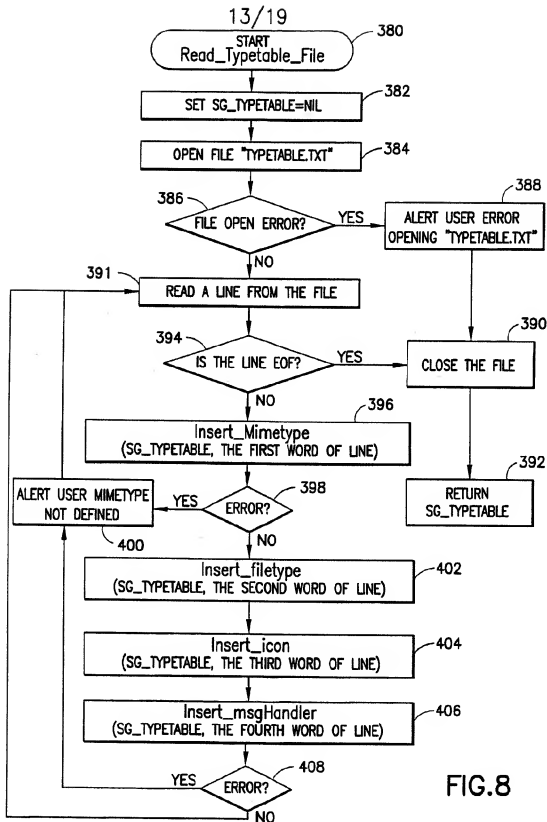 13/19
START
Read_Typetable_File
380
SET SG_TYPETABLE=NIL
382
OPEN FILE "TYPETABLE.TXT"
384
386
FILE OPEN ERROR?
YES
NO
388
ALERT USER ERROR
OPENING "TYPETABLE.TXT"
391
READ A LINE FROM THE FILE
394
IS THE LINE EOF?
YES
NO
390
CLOSE THE FILE
396
Insert_Mimetype
(SG_TYPETABLE, THE FIRST WORD OF LINE)
392
RETURN
SG_TYPETABLE
398
ERROR?
YES
NO
ALERT USER MIMETYPE
NOT DEFINED
400
Insert_filetype
(SG_TYPETABLE, THE SECOND WORD OF LINE)
402
Insert_icon
(SG_TYPETABLE, THE THIRD WORD OF LINE)
404
Insert_msgHandler
(SG_TYPETABLE, THE FOURTH WORD OF LINE)
406
408
ERROR?
YES
NO
FIG.8